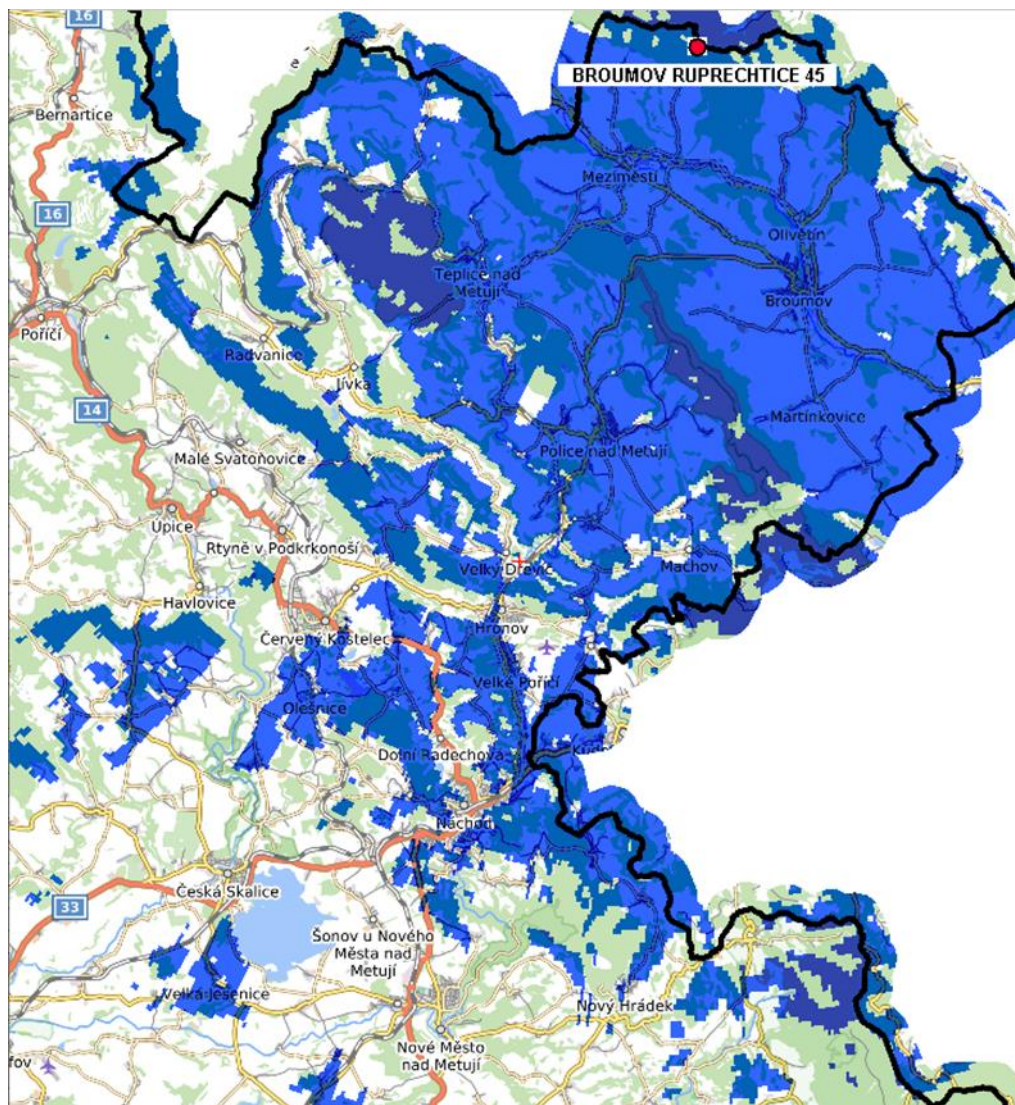 16
BROUMOV RUPRECHTICE 45
Bernartice
Meziměstí
16
Olivětín
Teplice nad
Metují
Broumov
Poříčí
Radvanice
Jívka
14
Martínkovice
Police nad Metují
Malé Svatoňovice
Úpice
Rtyně v Podkrkonoší
Velký Dřevíč
Machov
Havlovice
Hronov
Červený Kostelec
Velké Poříčí
Olešnice
Dolní Radechová
Náchod
Česká Skalice
33
Šonov u Nového
Města nad
Metují
Velká Jesenice
Nový Hrádek
Nové Město
nad Metují